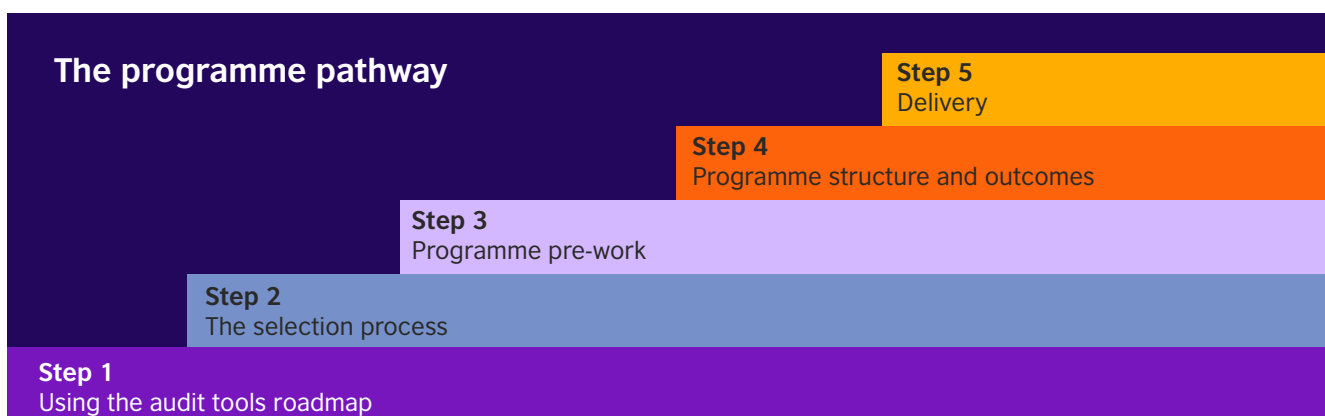 The programme pathway
Step 5
Delivery
Step 4
Programme structure and outcomes
Step 3
Programme pre-work
Step 2
The selection process
Step 1
Using the audit tools roadmap